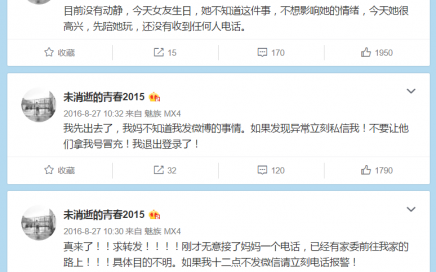 目前没有动静，今天女友生日，她不知道这件事，不想影响她的情绪，今天她很
高兴，先陪她玩，还没有收到任何人电话。
收藏 15 170 1950
未消逝的青春2015
2016-8-27 10:32 来自 魅族 MX4
我先出去了，我妈不知道我发微博的事情。如果发现异常立刻私信我！不要让他
们拿我号冒充！我退出登录了！
收藏 32 120 1790
未消逝的青春2015
2016-8-27 10:30 来自 魅族 MX4
真来了！！求转发！！！！刚才无意接了妈妈一个电话，已经有家委前往我家的
路上！！！具体目的不明。如果我十二点不发微信请立刻电话报警！